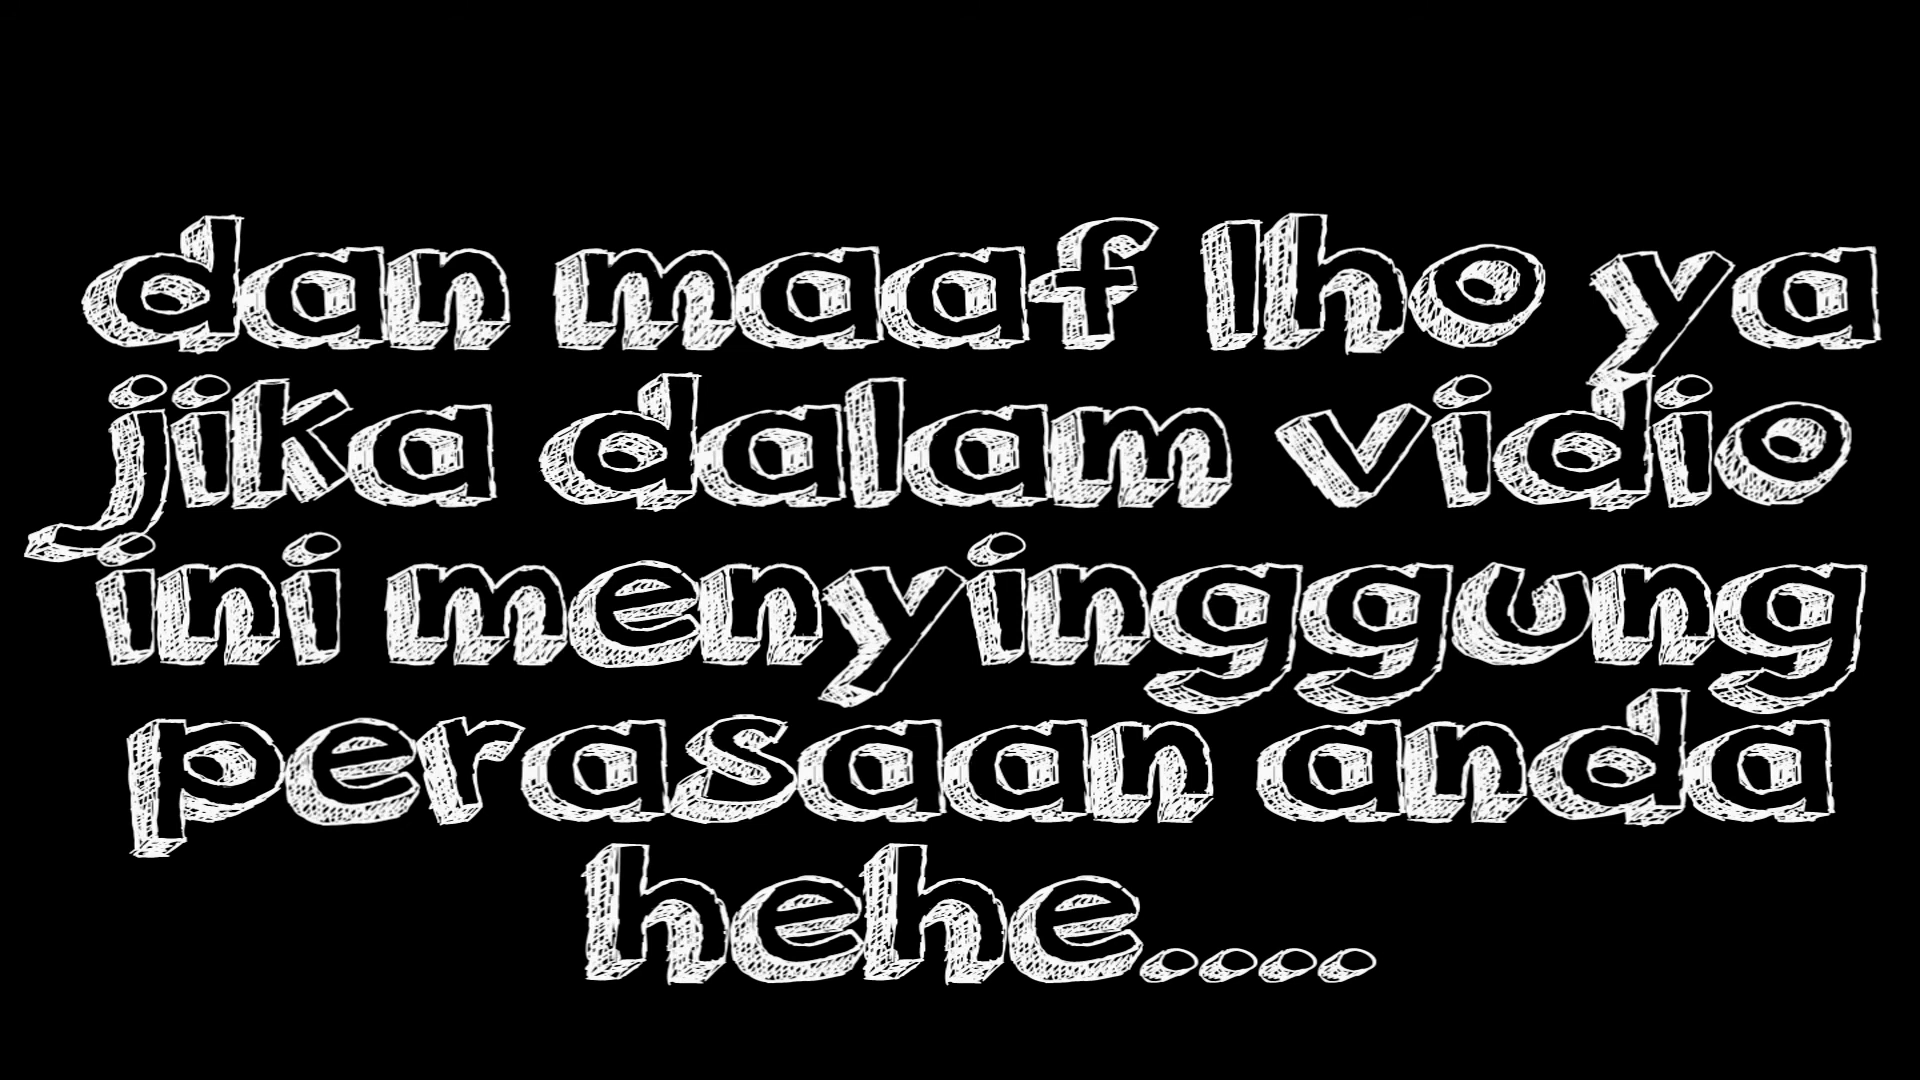 dan maaf lho ya
jika dalam vidio
ini menyinggung
perasaan anda
hehe....